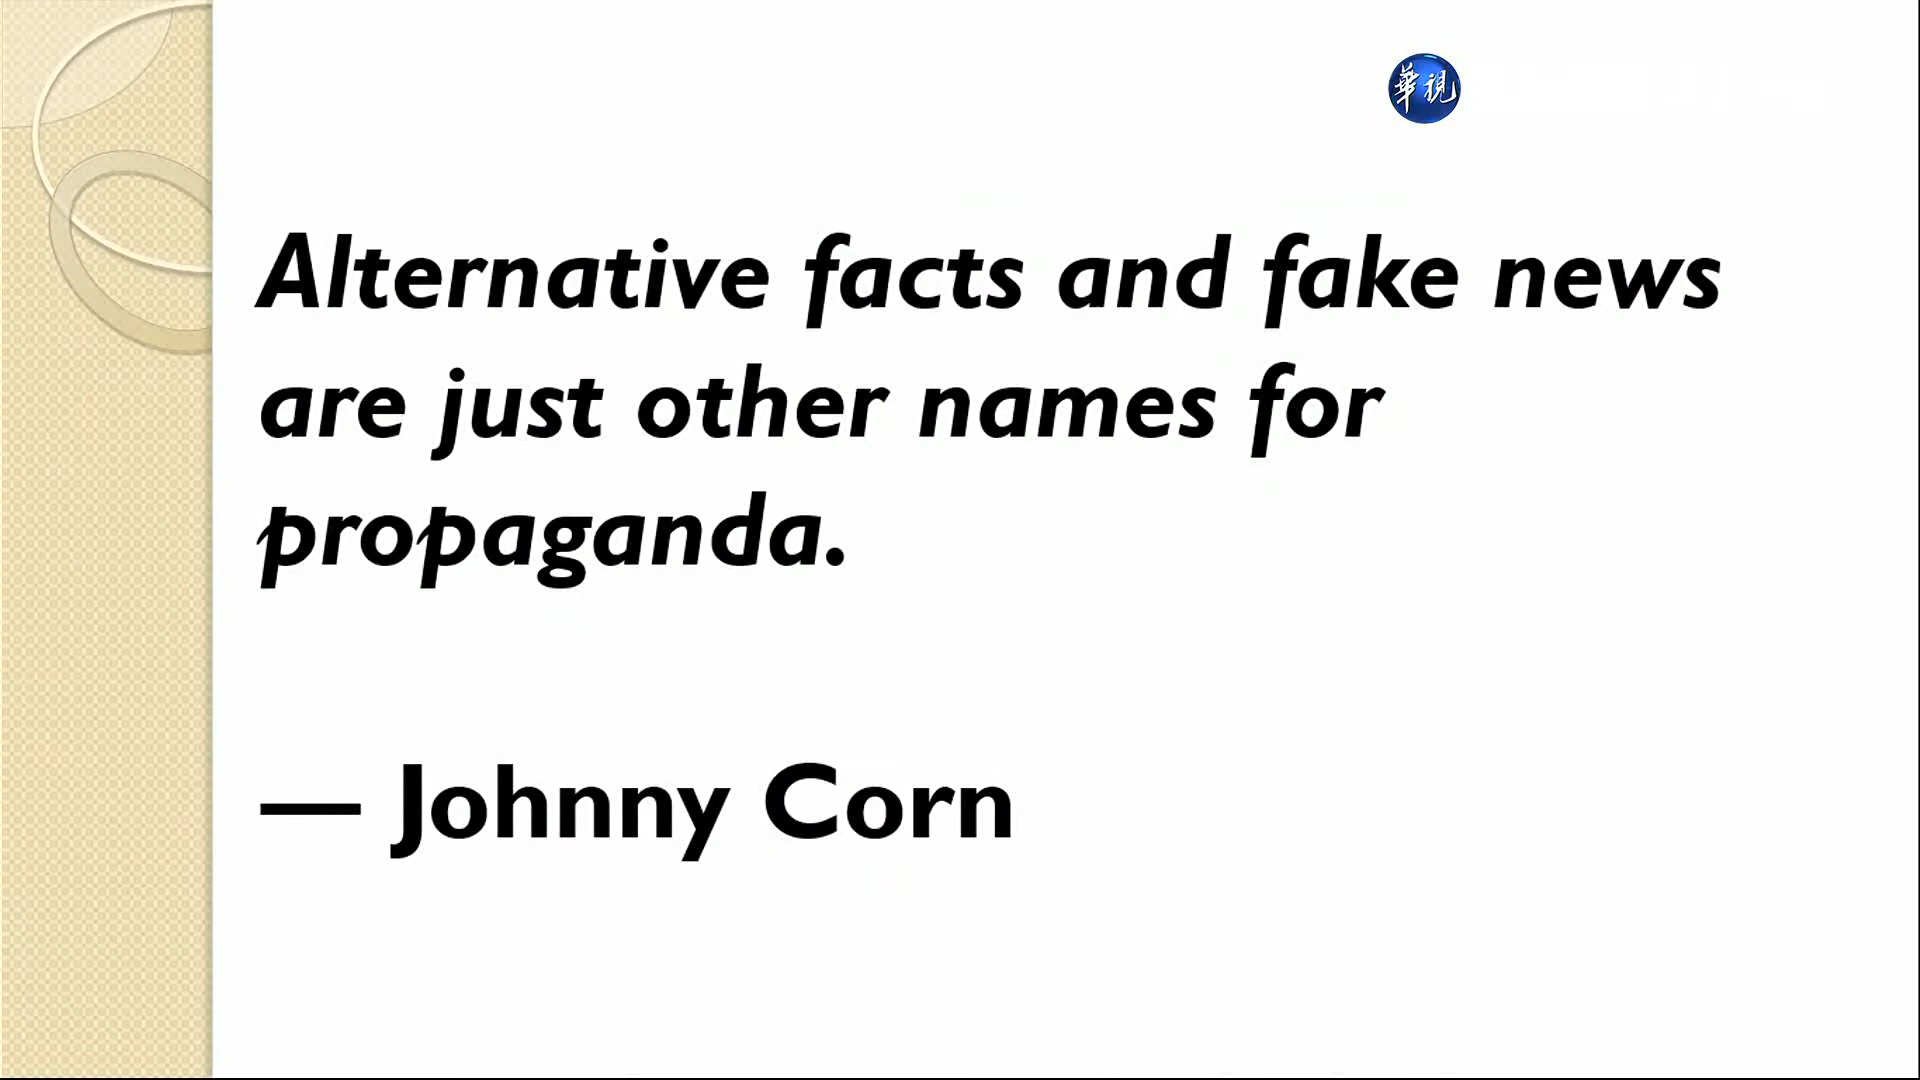 華視
Alternative facts and fake news
are just other names for
propaganda.
— Johnny Corn